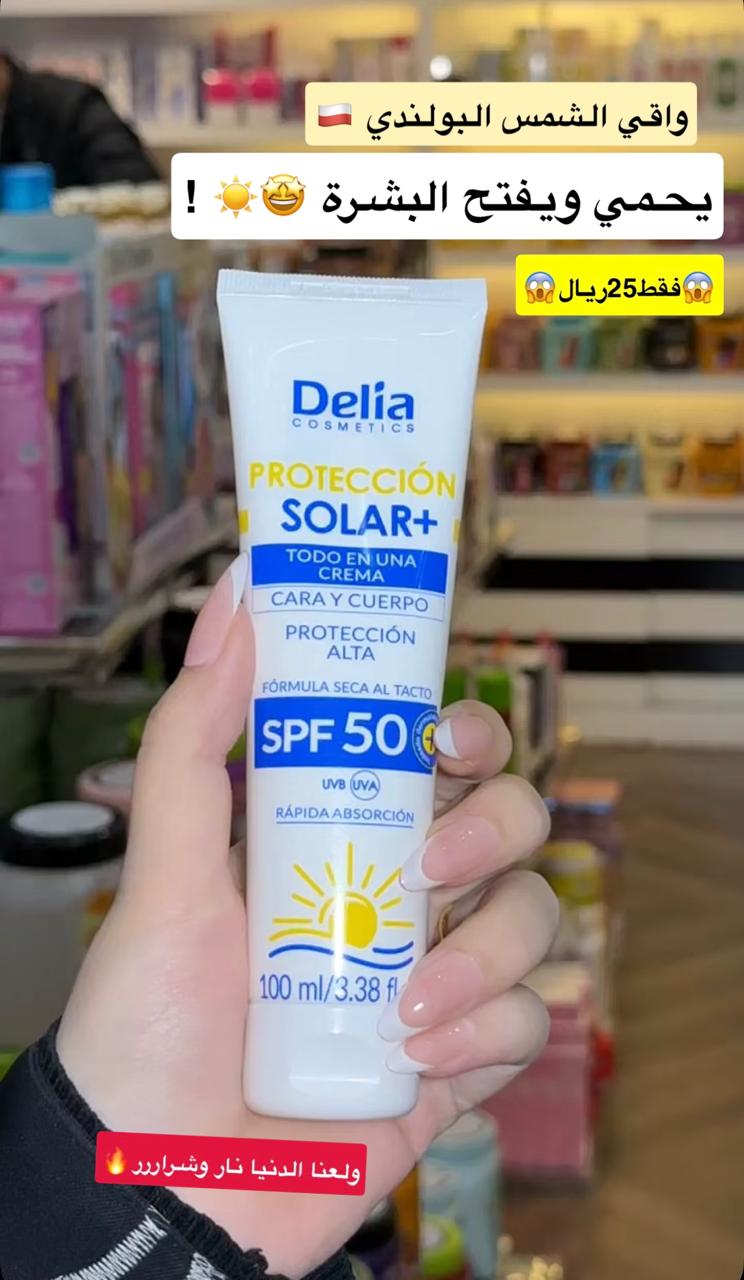 واقي الشمس البولندي 🇵🇱
يحمي ويفتح البشرة 🤩☀️ !
😱فقط25ريال😱
Delia
COSMETICS
PROTECCIÓN
SOLAR+
TODO EN UNA
CREMA
CARA Y CUERPO
PROTECCIÓN
ALTA
FÓRMULA SECA AL TACTO
SPF 50
UVB UVA
RÁPIDA ABSORCIÓN
100 ml/3.38 fl
ولعنا الدنيا نار وشراررر🔥